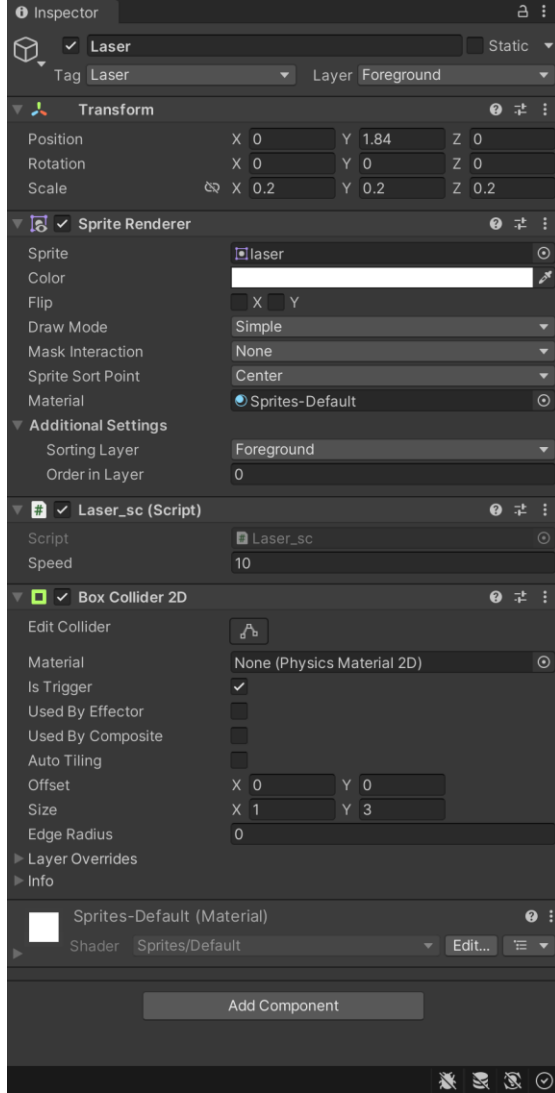 Inspector
Laser Static
Tag Laser Layer Foreground
Transform
Position X 0 Y 1.84 Z 0
Rotation X 0 Y 0 Z 0
Scale X 0.2 Y 0.2 Z 0.2
Sprite Renderer
Sprite laser
Color
Flip X Y
Draw Mode Simple
Mask Interaction None
Sprite Sort Point Center
Material Sprites-Default
Additional Settings
Sorting Layer Foreground
Order in Layer 0
# Laser_sc (Script)
Script Laser_sc
Speed 10
Box Collider 2D
Edit Collider
Material None (Physics Material 2D)
Is Trigger
Used By Effector
Used By Composite
Auto Tiling
Offset X 0 Y 0
Size X 1 Y 3
Edge Radius 0
Layer Overrides
Info
Sprites-Default (Material)
Shader Sprites/Default Edit...
Add Component